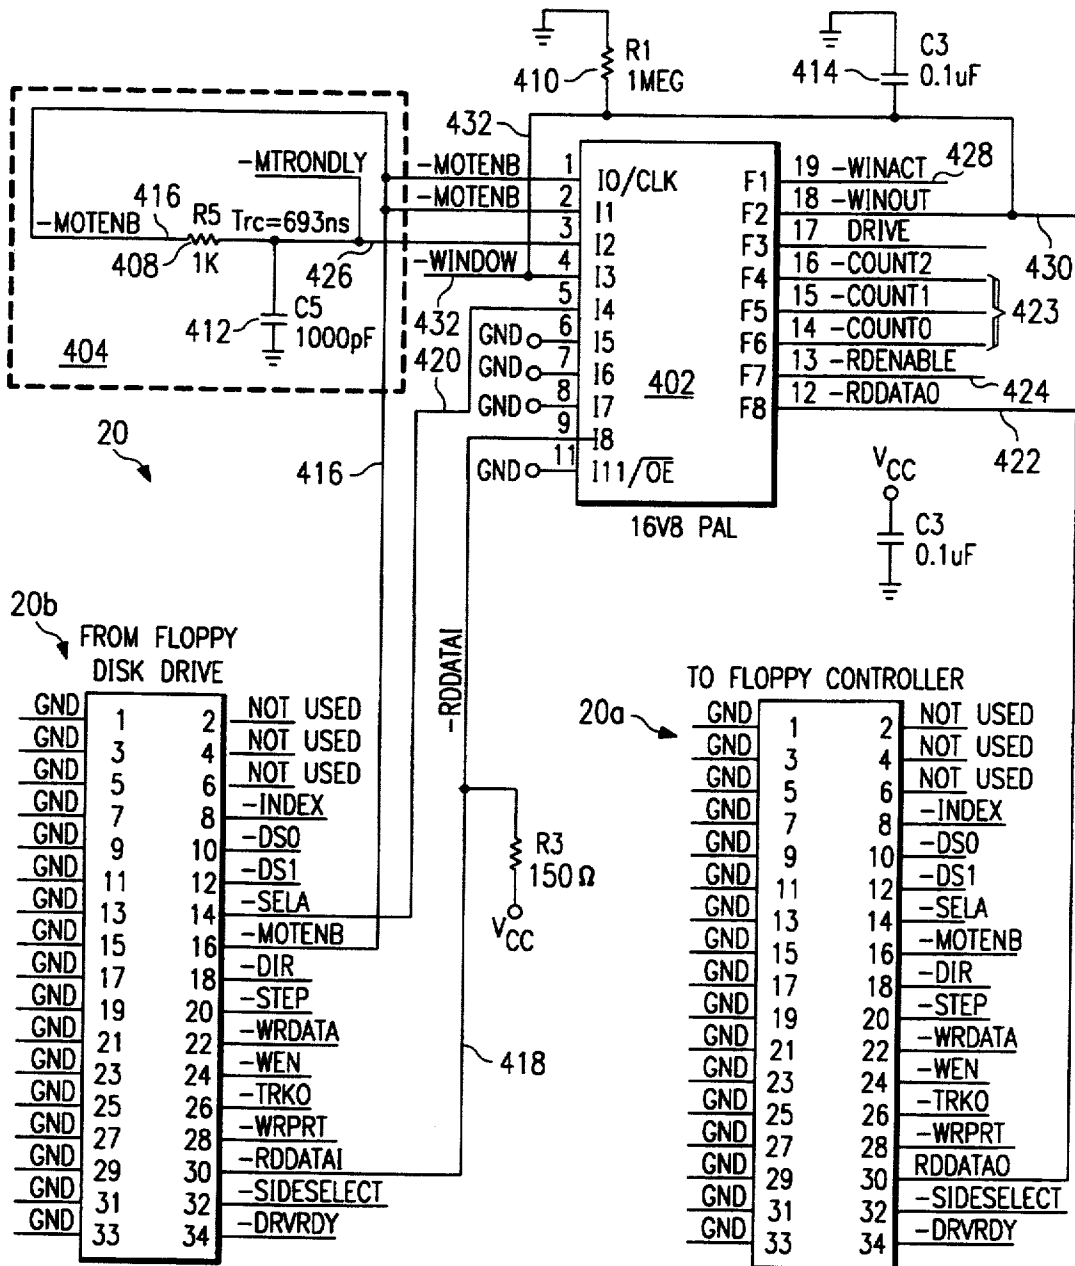 R1
1MEG
410
C3
0.1uF
414
432
-MTRONDLY
-MOTENB
416
R5
Trc=693ns
408
1K
426
C5
1000pF
412
404
-MOTENB 1 I0/CLK
-MOTENB 2 I1
3 I2
-WINDOW 4 I3
432
5 I4
GND 6 I5
GND 7 I6
GND 8 I7
9 I8
GND 11 I11/OE
402
F1 19 -WINACT 428
F2 18 -WINOUT
F3 17 DRIVE
430
F4 16 -COUNT2
F5 15 -COUNT1
F6 14 -COUNT0
423
F7 13 -RDENABLE
424
F8 12 -RDDATAO
422
420
20
416
16V8 PAL
VCC
C3
0.1uF
20b
FROM FLOPPY
DISK DRIVE
GND 1 2 NOT USED
GND 3 4 NOT USED
GND 5 6 NOT USED
GND 7 8 -INDEX
GND 9 10 -DS0
GND 11 12 -DS1
GND 13 14 -SELA
GND 15 16 -MOTENB
GND 17 18 -DIR
GND 19 20 -STEP
GND 21 22 -WRDATA
GND 23 24 -WEN
GND 25 26 -TRKO
GND 27 28 -WRPRT
GND 29 30 -RDDATAI
GND 31 32 -SIDESELECT
GND 33 34 -DRVRDY
-RDDATAI
R3
150Ω
VCC
418
TO FLOPPY CONTROLLER
20a
GND 1 2 NOT USED
GND 3 4 NOT USED
GND 5 6 NOT USED
GND 7 8 -INDEX
GND 9 10 -DS0
GND 11 12 -DS1
GND 13 14 -SELA
GND 15 16 -MOTENB
GND 17 18 -DIR
GND 19 20 -STEP
GND 21 22 -WRDATA
GND 23 24 -WEN
GND 25 26 -TRKO
GND 27 28 -WRPRT
GND 29 30 RDDATAO
GND 31 32 -SIDESELECT
GND 33 34 -DRVRDY